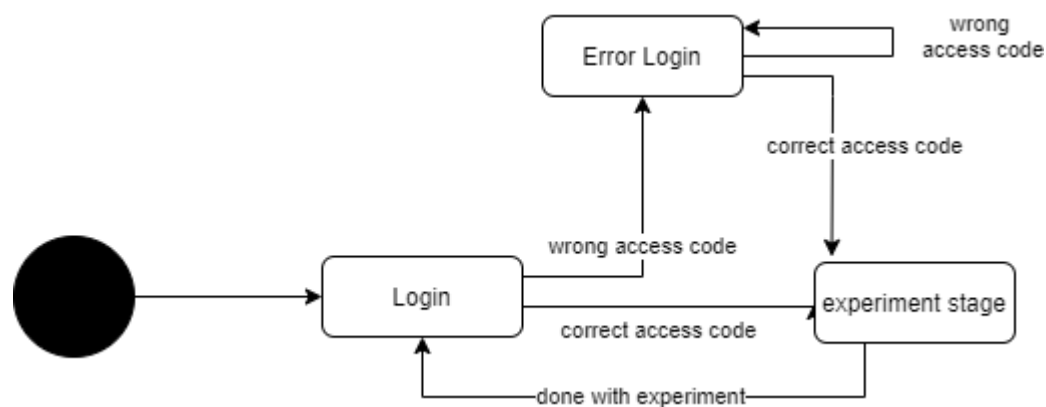 wrong
access code
Error Login
correct access code
wrong access code
Login
experiment stage
correct access code
done with experiment